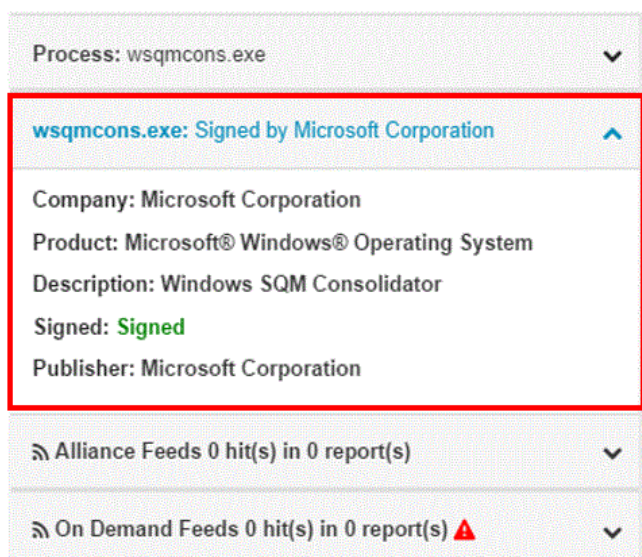 Process: wsqmcons.exe
wsqmcons.exe: Signed by Microsoft Corporation
Company: Microsoft Corporation
Product: Microsoft® Windows® Operating System
Description: Windows SQM Consolidator
Signed: Signed
Publisher: Microsoft Corporation
Alliance Feeds 0 hit(s) in 0 report(s)
On Demand Feeds 0 hit(s) in 0 report(s)